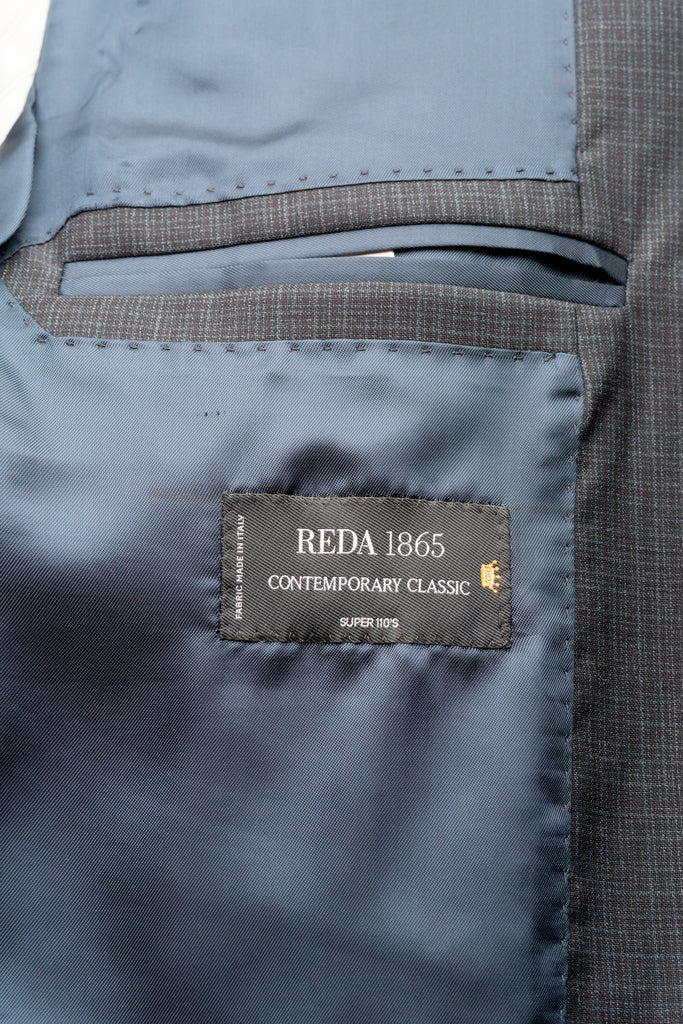 FABRIC MADE IN ITALY
REDA 1865
CONTEMPORARY CLASSIC
SUPER 110'S